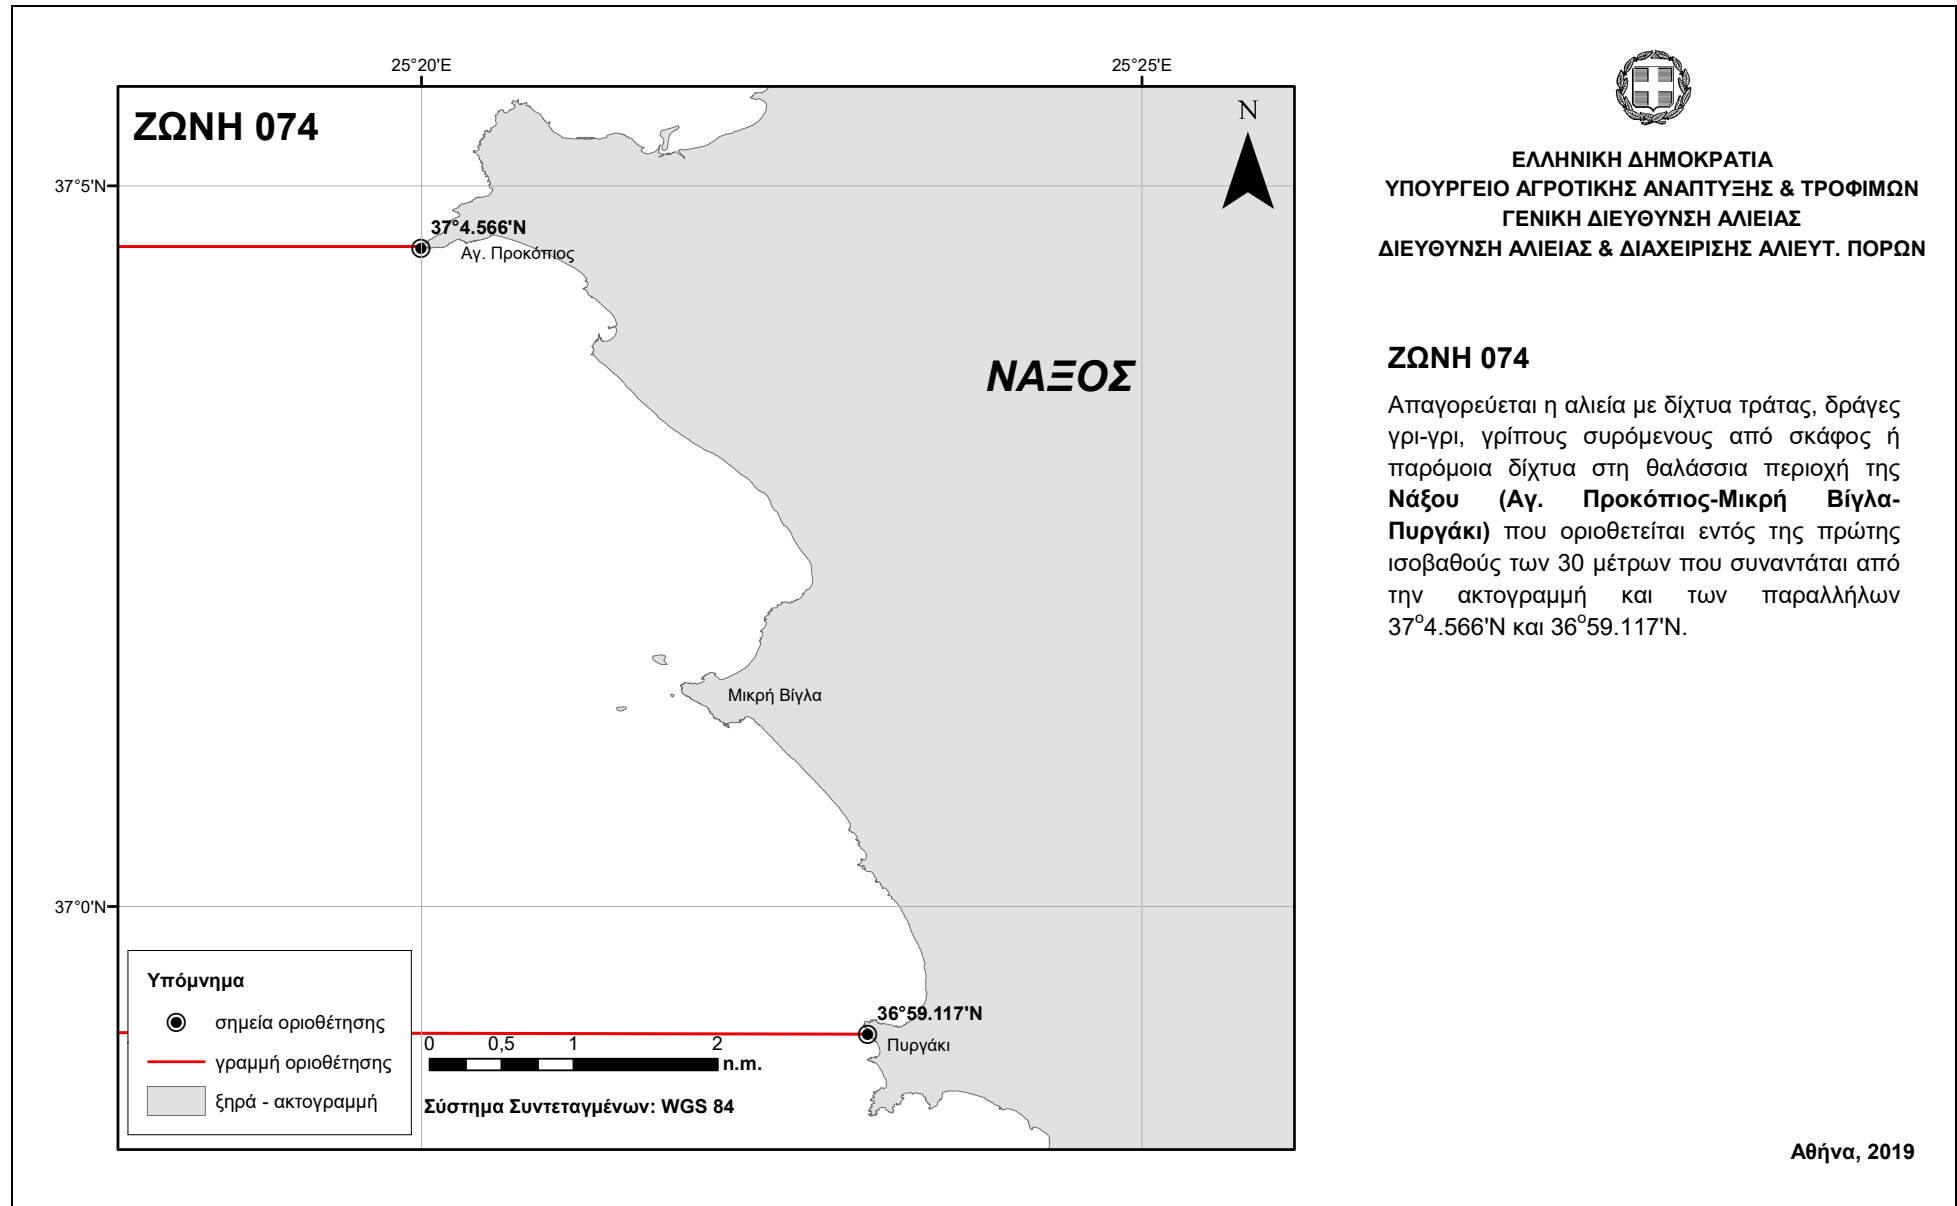 25°20'E
25°25'E
ΖΩΝΗ 074
N
37°5'N
37°4.566'N
Αγ. Προκόπιος
ΝΑΞΟΣ
Μικρή Βίγλα
37°0'N
36°59.117'N
Πυργάκι
Υπόμνημα
σημεία οριοθέτησης
γραμμή οριοθέτησης
ξηρά - ακτογραμμή
0 0,5 1 2
n.m.
Σύστημα Συντεταγμένων: WGS 84
ΕΛΛΗΝΙΚΗ ΔΗΜΟΚΡΑΤΙΑ
ΥΠΟΥΡΓΕΙΟ ΑΓΡΟΤΙΚΗΣ ΑΝΑΠΤΥΞΗΣ & ΤΡΟΦΙΜΩΝ
ΓΕΝΙΚΗ ΔΙΕΥΘΥΝΣΗ ΑΛΙΕΙΑΣ
ΔΙΕΥΘΥΝΣΗ ΑΛΙΕΙΑΣ & ΔΙΑΧΕΙΡΙΣΗΣ ΑΛΙΕΥΤ. ΠΟΡΩΝ
ΖΩΝΗ 074
Απαγορεύεται η αλιεία με δίχτυα τράτας, δράγες
γρι-γρι, γρίπους συρόμενους από σκάφος ή
παρόμοια δίχτυα στη θαλάσσια περιοχή της
Νάξου (Αγ. Προκόπιος-Μικρή Βίγλα-
Πυργάκι) που οριοθετείται εντός της πρώτης
ισοβαθούς των 30 μέτρων που συναντάται από
την ακτογραμμή και των παραλλήλων
37°4.566'N και 36°59.117'N.
Αθήνα, 2019